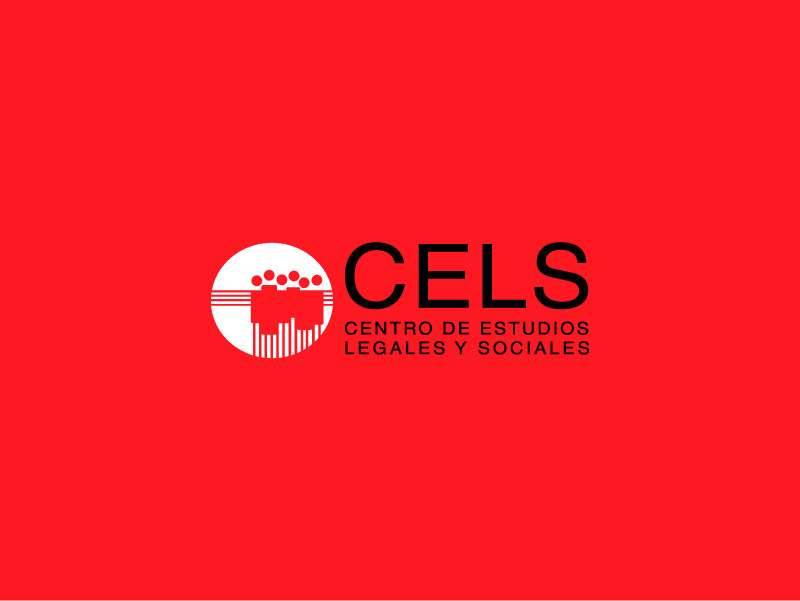 CELS
CENTRO DE ESTUDIOS
LEGALES Y SOCIALES